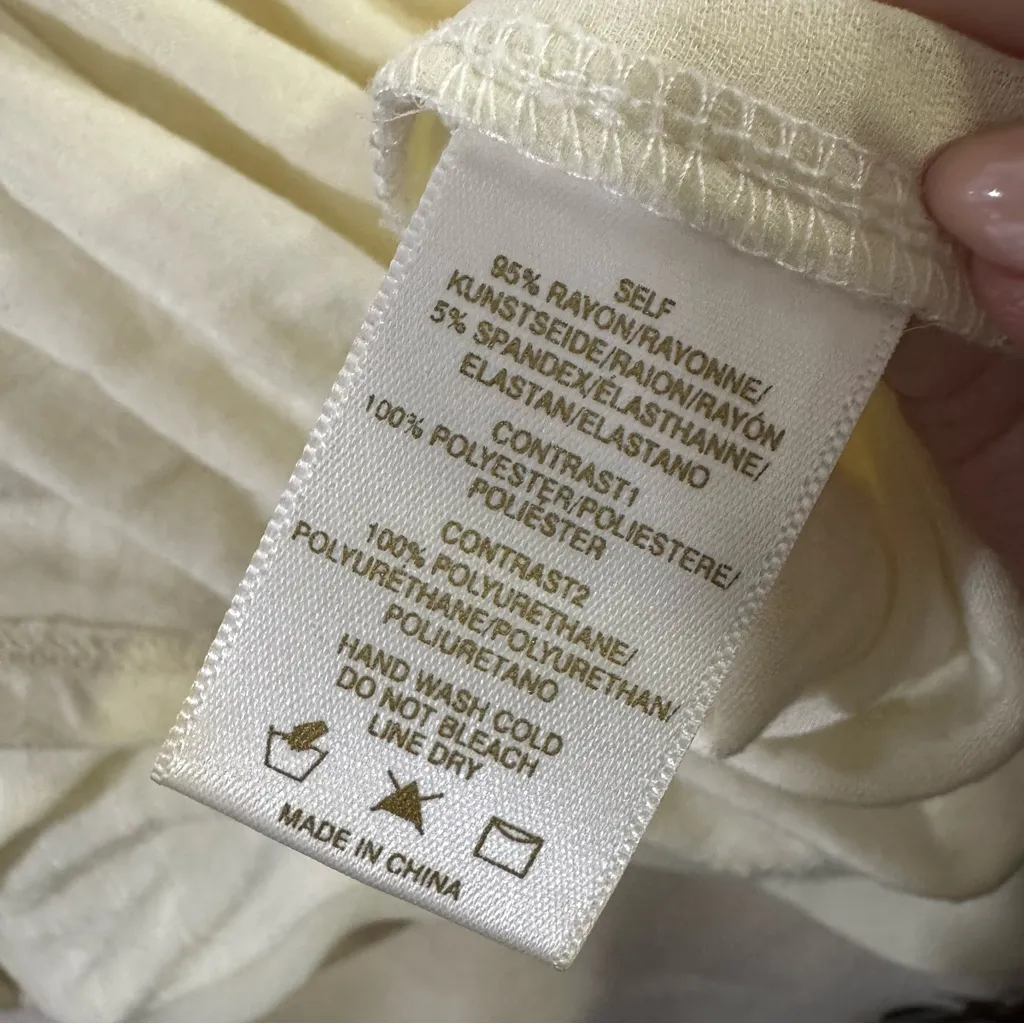 SELF
95% RAYON/RAYONNE/
KUNSTSEIDE/RAION/RAYÓN
5% SPANDEX/ÉLASTHANNE/
ELASTAN/ELASTANO
CONTRAST1
100% POLYESTER/POLIESTERE/
POLIÉSTER
CONTRAST2
100% POLYURETHANE/
POLYURÉTHANE/POLYURETHAN/
POLIURETANO
HAND WASH COLD
DO NOT BLEACH
LINE DRY
MADE IN CHINA